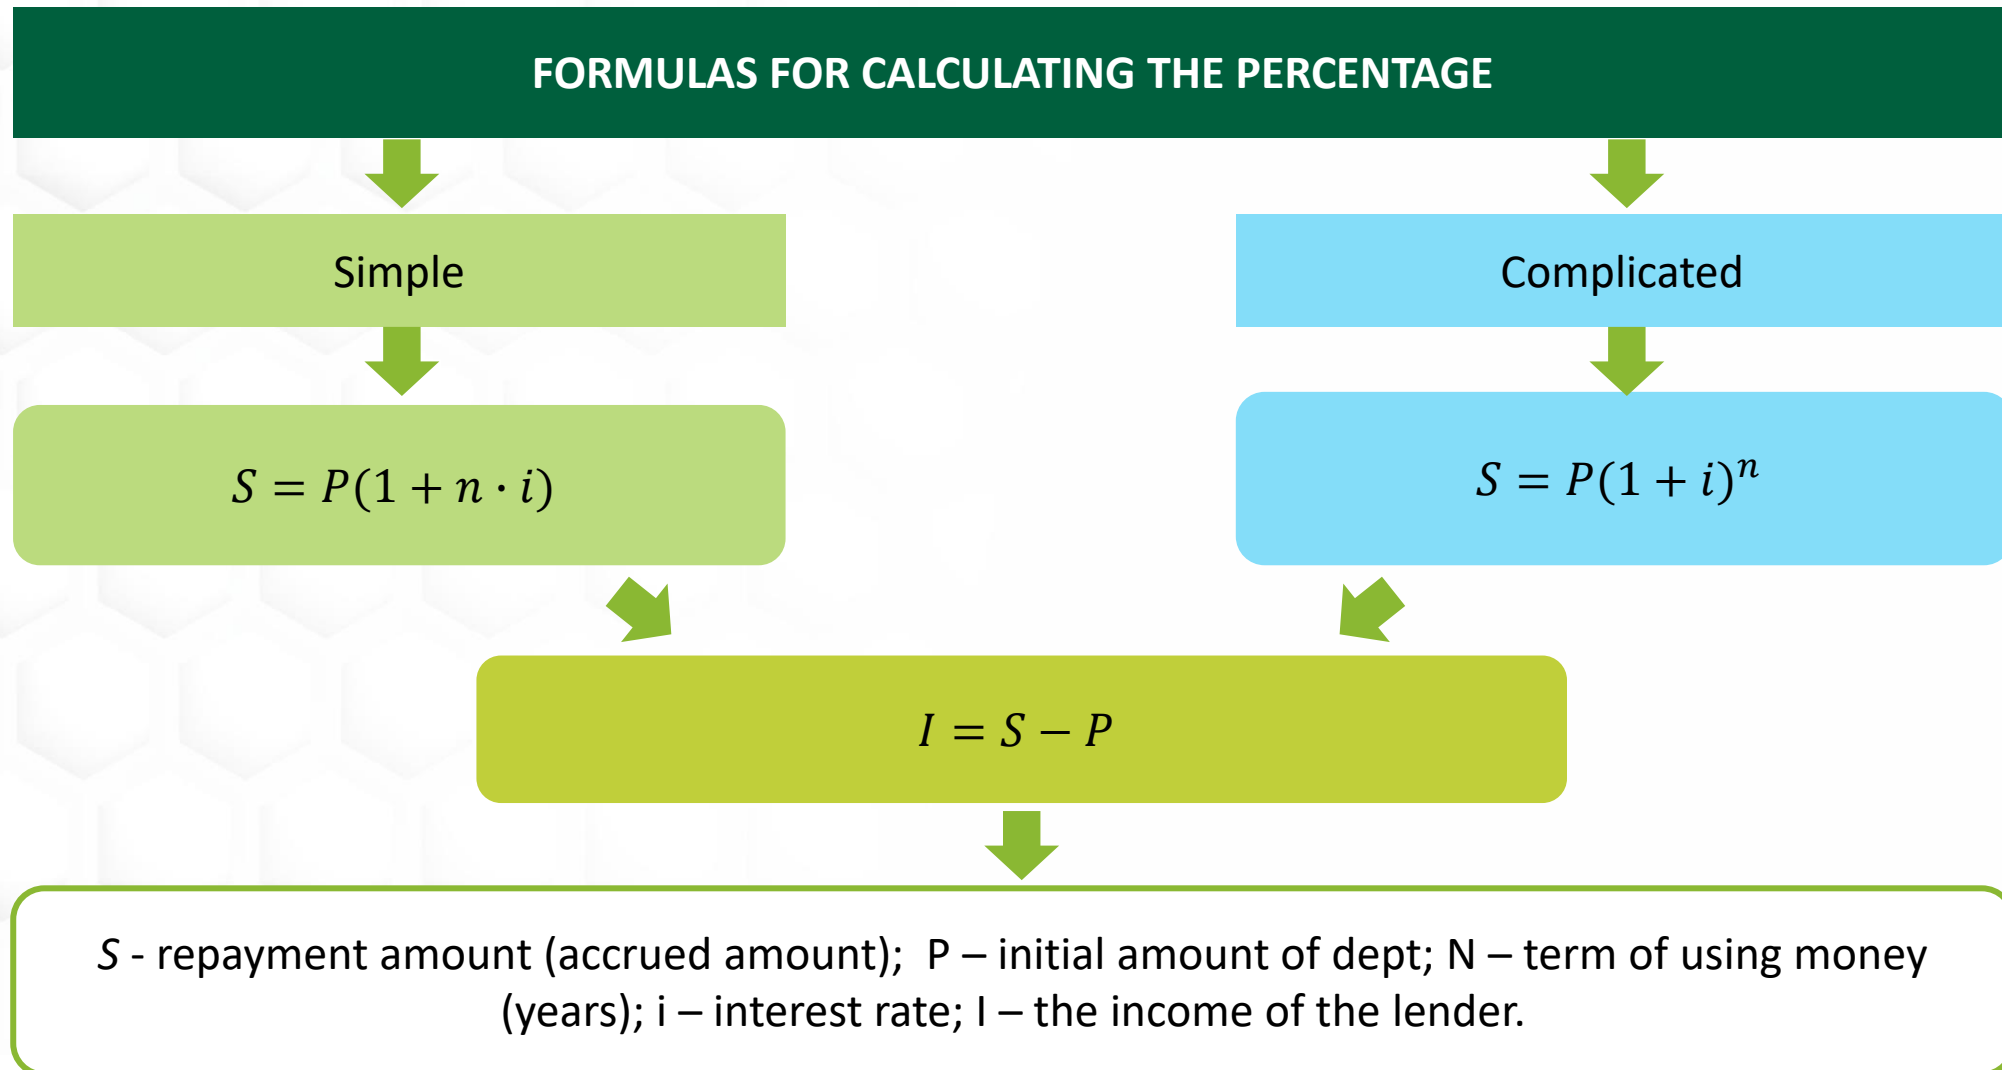 FORMULAS FOR CALCULATING THE PERCENTAGE
Simple
Complicated
S = P(1 + n · i)
S = P(1 + i)ⁿ
I = S − P
S - repayment amount (accrued amount);  P – initial amount of dept; N – term of using money
(years); i – interest rate; I – the income of the lender.